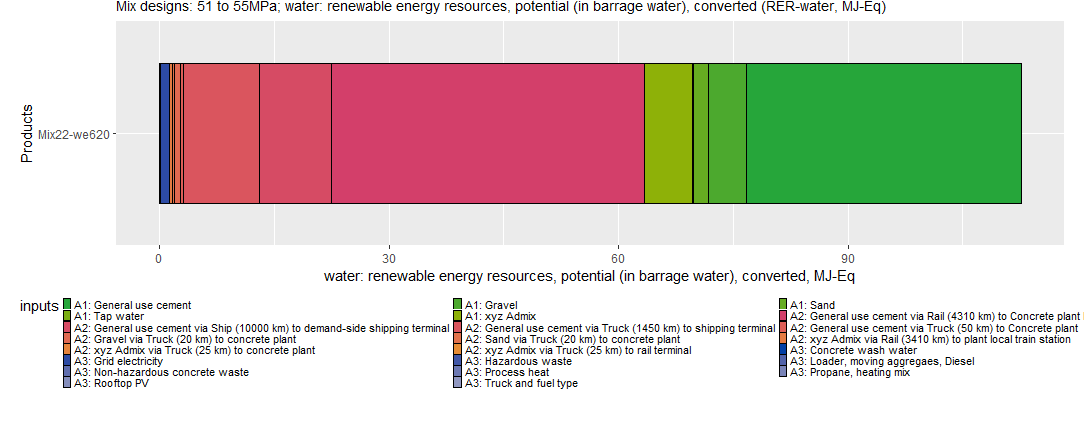 Mix designs: 51 to 55MPa; water: renewable energy resources, potential (in barrage water), converted (RER-water, MJ-Eq)
Products
Mix22-we620
0 30 60 90
water: renewable energy resources, potential (in barrage water), converted, MJ-Eq
inputs
A1: General use cement A1: Gravel A1: Sand
A1: Tap water A1: xyz Admix A2: General use cement via Rail (4310 km) to Concrete plant
A2: General use cement via Ship (10000 km) to demand-side shipping terminal A2: General use cement via Truck (1450 km) to shipping terminal A2: General use cement via Truck (50 km) to Concrete plant
A2: Gravel via Truck (20 km) to concrete plant A2: Sand via Truck (20 km) to concrete plant A2: xyz Admix via Rail (3410 km) to plant local train station
A2: xyz Admix via Truck (25 km) to concrete plant A2: xyz Admix via Truck (25 km) to rail terminal A3: Concrete wash water
A3: Grid electricity A3: Hazardous waste A3: Loader, moving aggregaes, Diesel
A3: Non-hazardous concrete waste A3: Process heat A3: Propane, heating mix
A3: Rooftop PV A3: Truck and fuel type